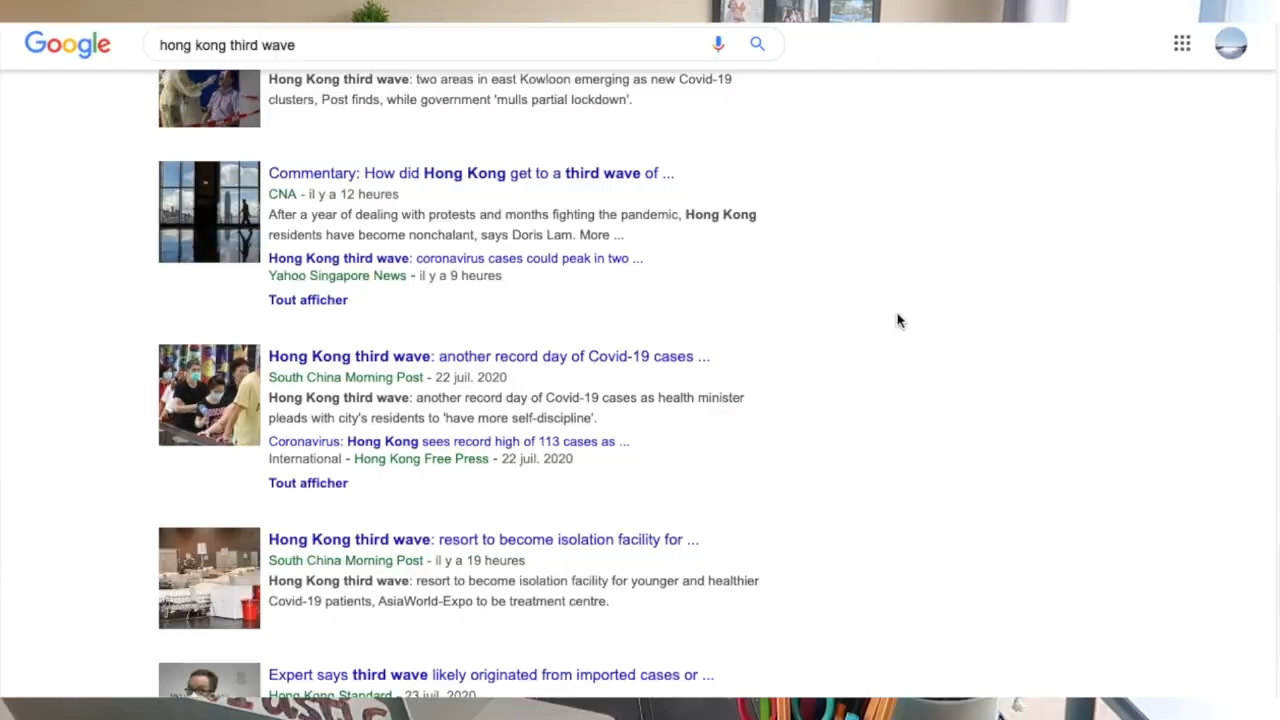 Google
hong kong third wave
Hong Kong third wave: two areas in east Kowloon emerging as new Covid-19
clusters, Post finds, while government 'mulls partial lockdown'.
Commentary: How did Hong Kong get to a third wave of ...
CNA - il y a 12 heures
After a year of dealing with protests and months fighting the pandemic, Hong Kong
residents have become nonchalant, says Doris Lam. More ...
Hong Kong third wave: coronavirus cases could peak in two ...
Yahoo Singapore News - il y a 9 heures
Tout afficher
Hong Kong third wave: another record day of Covid-19 cases ...
South China Morning Post - 22 juil. 2020
Hong Kong third wave: another record day of Covid-19 cases as health minister
pleads with city's residents to 'have more self-discipline'.
Coronavirus: Hong Kong sees record high of 113 cases as ...
International - Hong Kong Free Press - 22 juil. 2020
Tout afficher
Hong Kong third wave: resort to become isolation facility for ...
South China Morning Post - il y a 19 heures
Hong Kong third wave: resort to become isolation facility for younger and healthier
Covid-19 patients, AsiaWorld-Expo to be treatment centre.
Expert says third wave likely originated from imported cases or ...
Hong Kong Standard - 23 juil. 2020